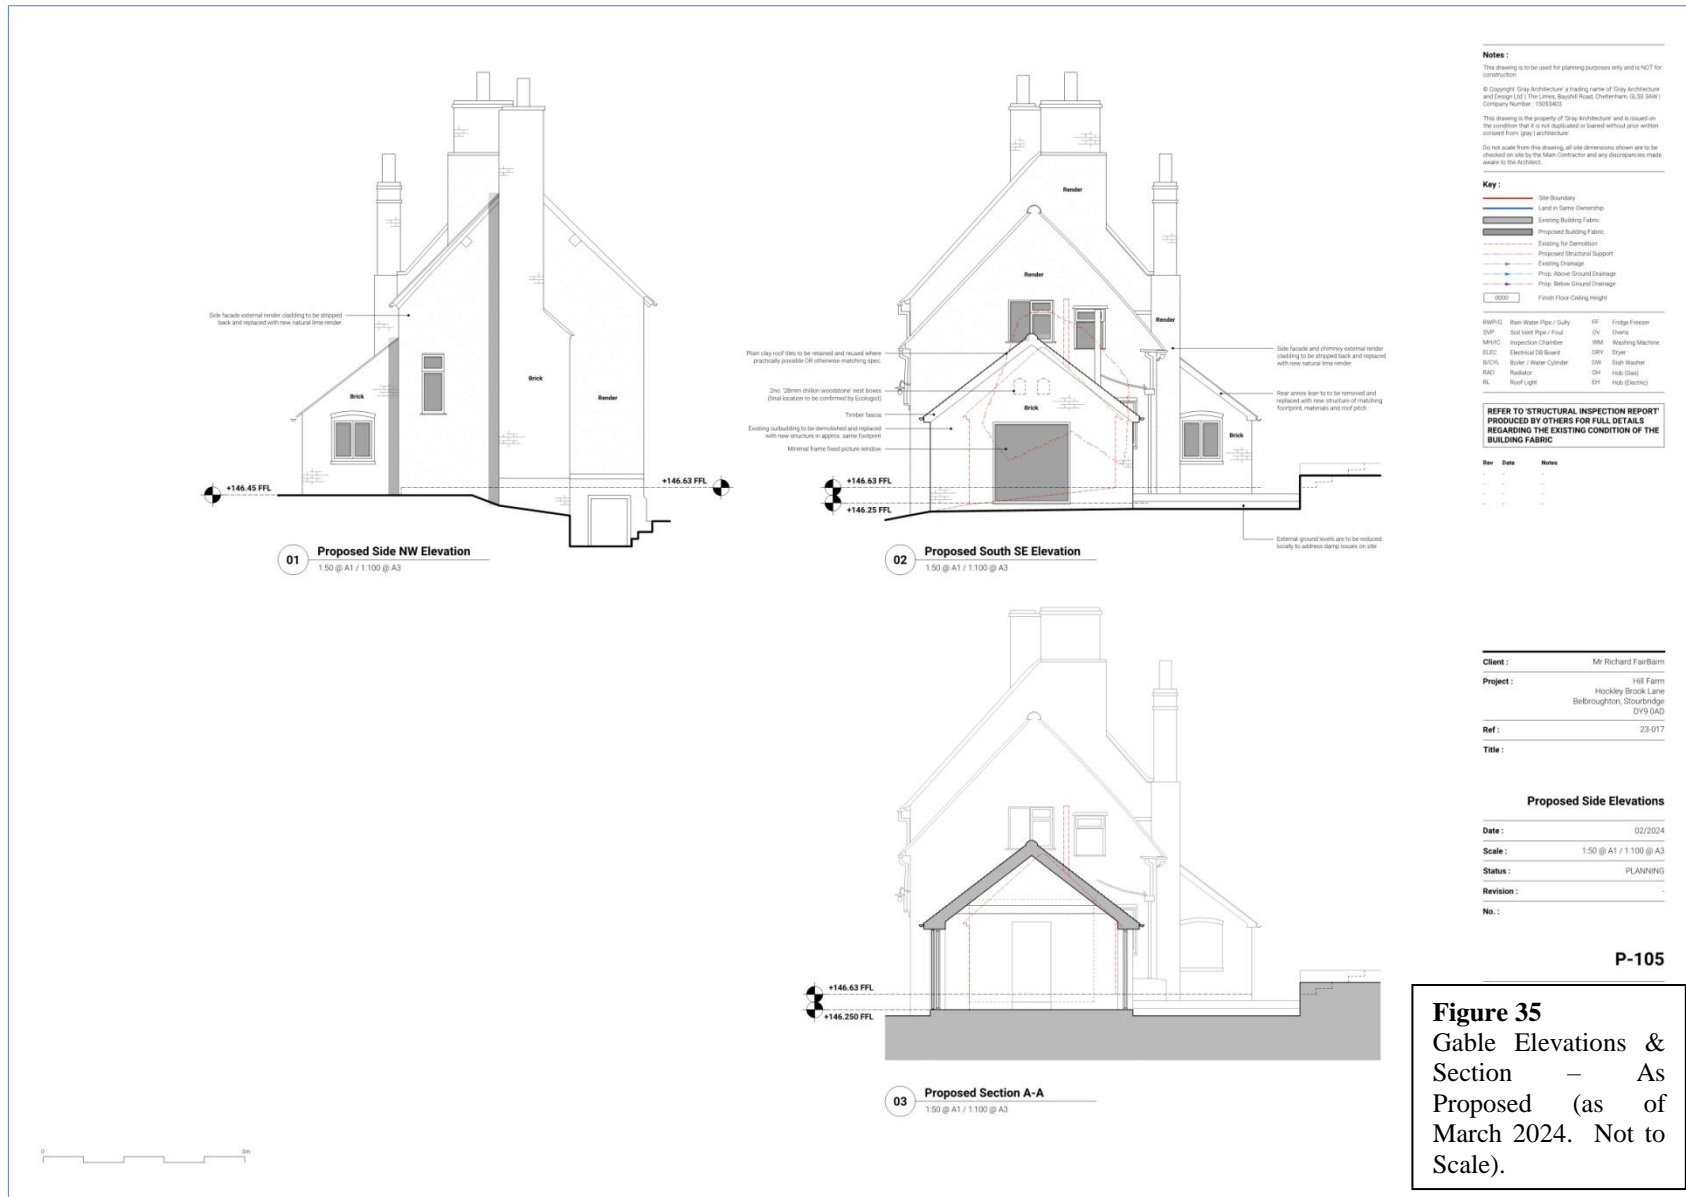 Side facade external render cladding to be stripped
back and replaced with new natural lime render
Brick
Brick
Render
+146.45 FFL
+146.63 FFL
01
Proposed Side NW Elevation
1:50 @ A1 / 1:100 @ A3
Render
Render
Render
Brick
Brick
Plain clay roof tiles to be retained and reused where
practically possible OR otherwise matching spec.
2no. '28mm chillon woodstone' nest boxes
(final location to be confirmed by Ecologist)
Timber fascia
Existing outbuilding to be demolished and replaced
with new structure in approx. same footprint
Minimal frame fixed picture window
Side facade and chimney external render
cladding to be stripped back and replaced
with new natural lime render
Rear annex lean-to to be removed and
replaced with new structure of matching
footprint, materials and roof pitch
+146.63 FFL
+146.25 FFL
External ground levels are to be reduced
locally to address damp issues on site
02
Proposed South SE Elevation
1:50 @ A1 / 1:100 @ A3
+146.63 FFL
+146.250 FFL
03
Proposed Section A-A
1:50 @ A1 / 1:100 @ A3
0 5m
Notes :
This drawing is to be used for planning purposes only and is NOT for
construction.
© Copyright 'Gray Architecture' a trading name of 'Gray Architecture
and Design Ltd' | The Limes, Bayshill Road, Cheltenham, GL50 3AW |
Company Number : 15053403
This drawing is the property of 'Gray Architecture' and is issued on
the condition that it is not duplicated or loaned without prior written
consent from 'gray | architecture'.
Do not scale from this drawing, all site dimensions shown are to be
checked on site by the Main Contractor and any discrepancies made
aware to the Architect.
Key :
Site Boundary
Land in Same Ownership
Existing Building Fabric
Proposed Building Fabric
Existing for Demolition
Proposed Structural Support
Existing Drainage
Prop. Above Ground Drainage
Prop. Below Ground Drainage
0000 Finish Floor-Ceiling Height
RWP/G Rain Water Pipe / Gully FF Fridge Freezer
SVP Soil Vent Pipe / Foul OV Ovens
MH/IC Inspection Chamber WM Washing Machine
ELEC Electrical DB Board DRY Dryer
B/CYL Boiler / Water Cylinder DW Dish Washer
RAD Radiator GH Hob (Gas)
RL Roof Light EH Hob (Electric)
REFER TO 'STRUCTURAL INSPECTION REPORT'
PRODUCED BY OTHERS FOR FULL DETAILS
REGARDING THE EXISTING CONDITION OF THE
BUILDING FABRIC
Rev Date Notes
- - -
- - -
- - -
- - -
- - -
Client : Mr Richard FairBairn
Project : Hill Farm
Hockley Brook Lane
Belbroughton, Stourbridge
DY9 0AD
Ref : 23-017
Title :
Proposed Side Elevations
Date : 02/2024
Scale : 1:50 @ A1 / 1:100 @ A3
Status : PLANNING
Revision : -
No. :
P-105
Figure 35
Gable Elevations &
Section – As
Proposed (as of
March 2024. Not to
Scale).